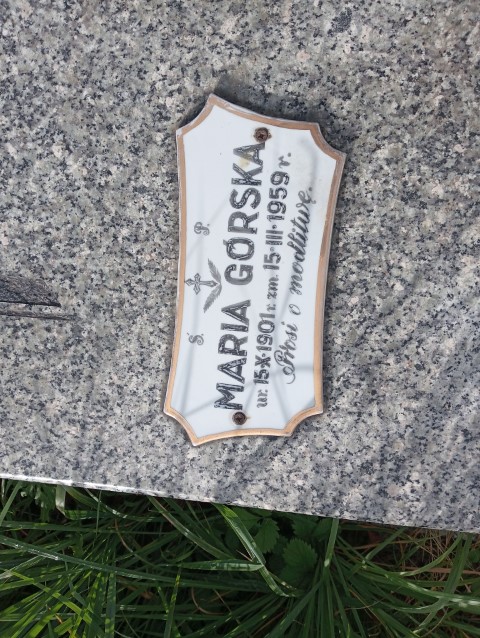 Ś. P.
MARIA GÓRSKA
ur. 15·X·1901 r. zm. 15·III·1959 r.
Prosi o modlitwę